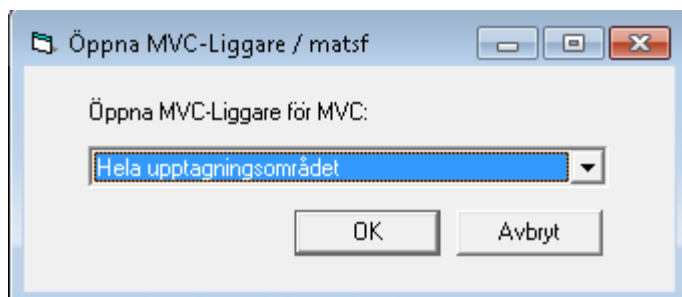 Öppna MVC-Liggare / matsf
Öppna MVC-Liggare för MVC:
Hela upptagningsområdet
OK Avbryt